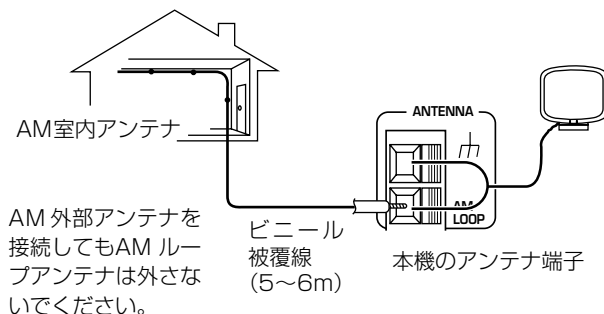 AM室内アンテナ
AM 外部アンテナを
接続してもAM ルー
プアンテナは外さな
いでください。
ビニール
被覆線
(5〜6m)
ANTENNA
AM
LOOP
本機のアンテナ端子